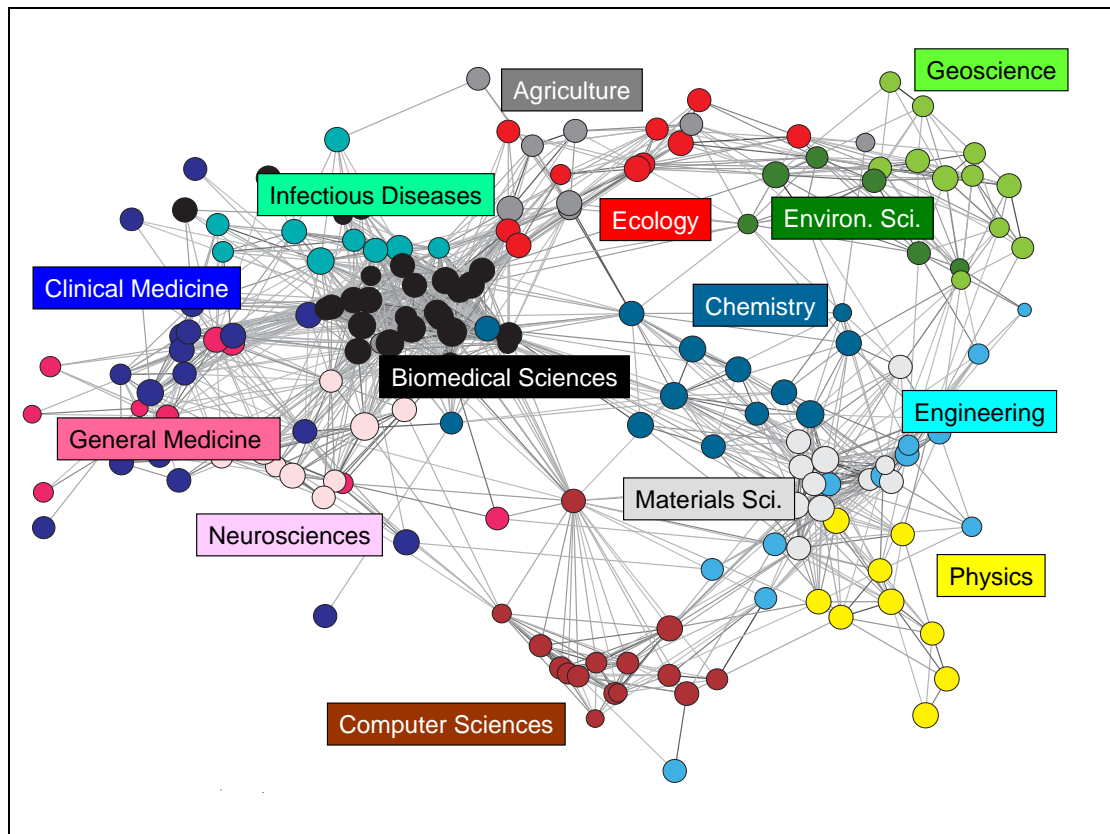 Geoscience
Agriculture
Infectious Diseases
Ecology
Environ. Sci.
Clinical Medicine
Chemistry
Biomedical Sciences
Engineering
General Medicine
Materials Sci.
Neurosciences
Physics
Computer Sciences